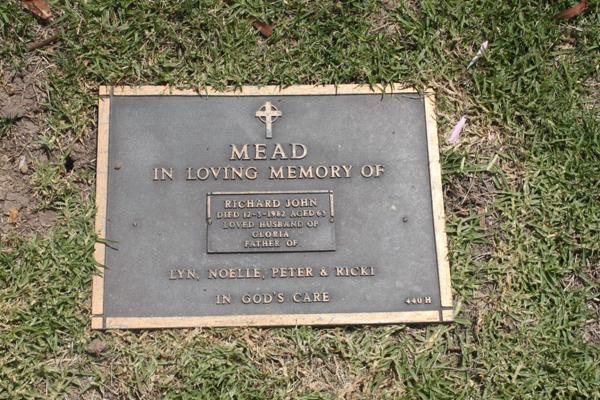 MEAD
IN LOVING MEMORY OF
RICHARD JOHN
DIED 12-3-1982 AGED 63
LOVED HUSBAND OF
GLORIA
FATHER OF
LYN, NOELLE, PETER & RICKI
IN GOD'S CARE
440 H